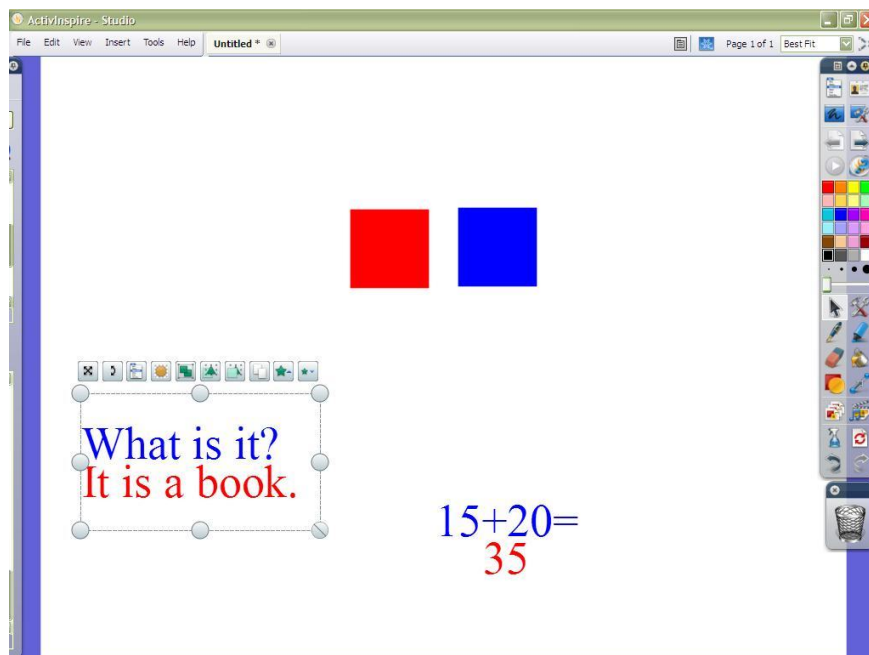 ActivInspire - Studio
File Edit View Insert Tools Help Untitled * Page 1 of 1 Best Fit
What is it?
It is a book.
15+20=
35